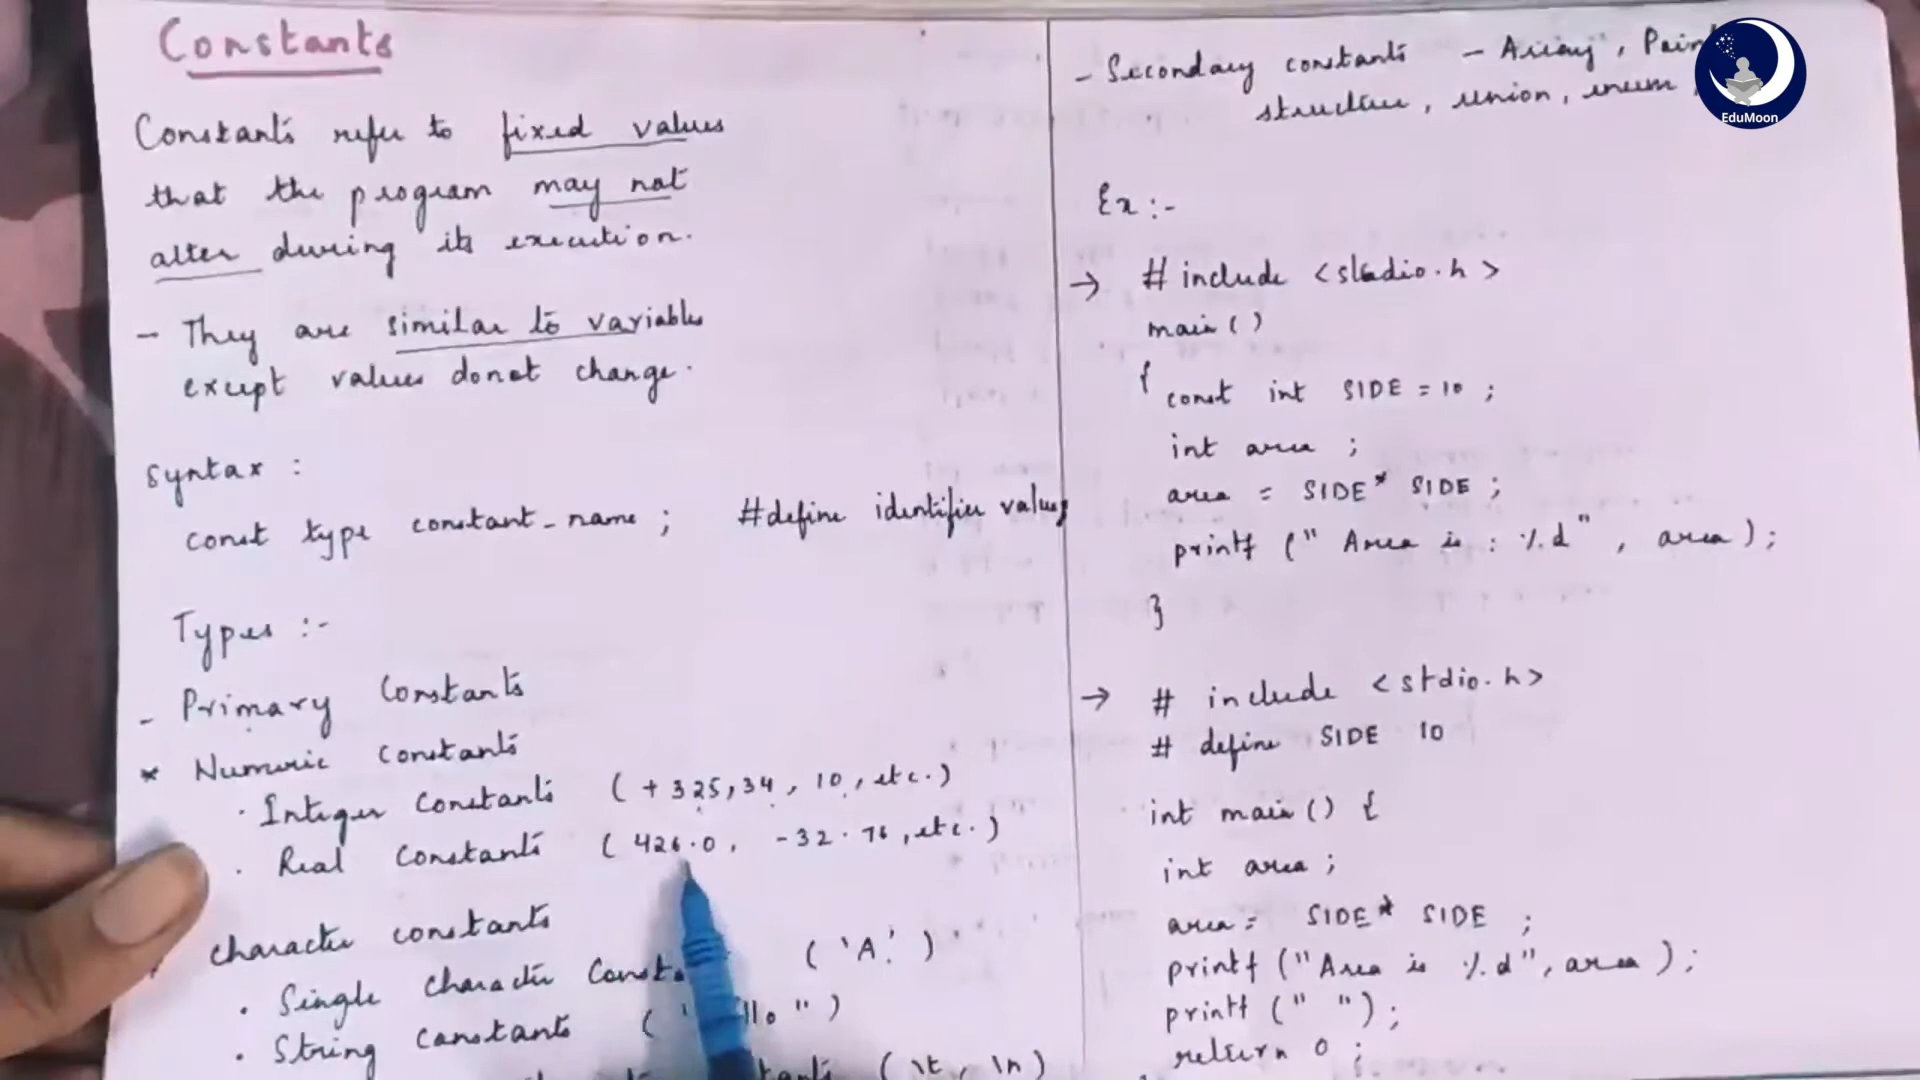 Constants
Constants refer to fixed values
that the program may not
alter during its execution.
- They are similar to variables
except values donot change.
syntax :
const type constant_name ; #define identifier values
Types :-
- Primary Constants
* Numeric constants
· Integer Constants (+325, 34, 10, etc.)
· Real Constants (426.0, -32.76, etc.)
character constants
· Single character Const ('A')
· String constants ( llo ")
(\t, \n)
- Secondary constants - Array,
structure, union, enum
EduMoon
Ex :-
→ # include <stdio.h>
main ( )
{ const int SIDE = 10 ;
int area ;
area = SIDE * SIDE ;
printf (" Area is : %d" , area ) ;
}
→ # include <stdio.h>
# define SIDE 10
int main ( ) {
int area ;
area = SIDE * SIDE ;
printf ("Area is %d", area ) ;
printf (" ") ;
return 0 ;